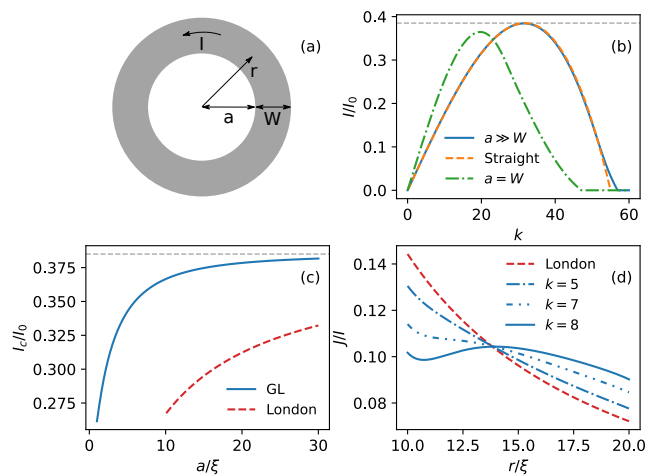 (a)
I
r
a
W
(b)
I/I₀
0.4
0.3
0.2
0.1
0.0
a ≫ W
Straight
a = W
0 20 40 60
k
(c)
I_c/I₀
0.375
0.350
0.325
0.300
0.275
GL
London
0 10 20 30
a/ξ
(d)
J/I
0.14
0.12
0.10
0.08
London
k = 5
k = 7
k = 8
10.0 12.5 15.0 17.5 20.0
r/ξ